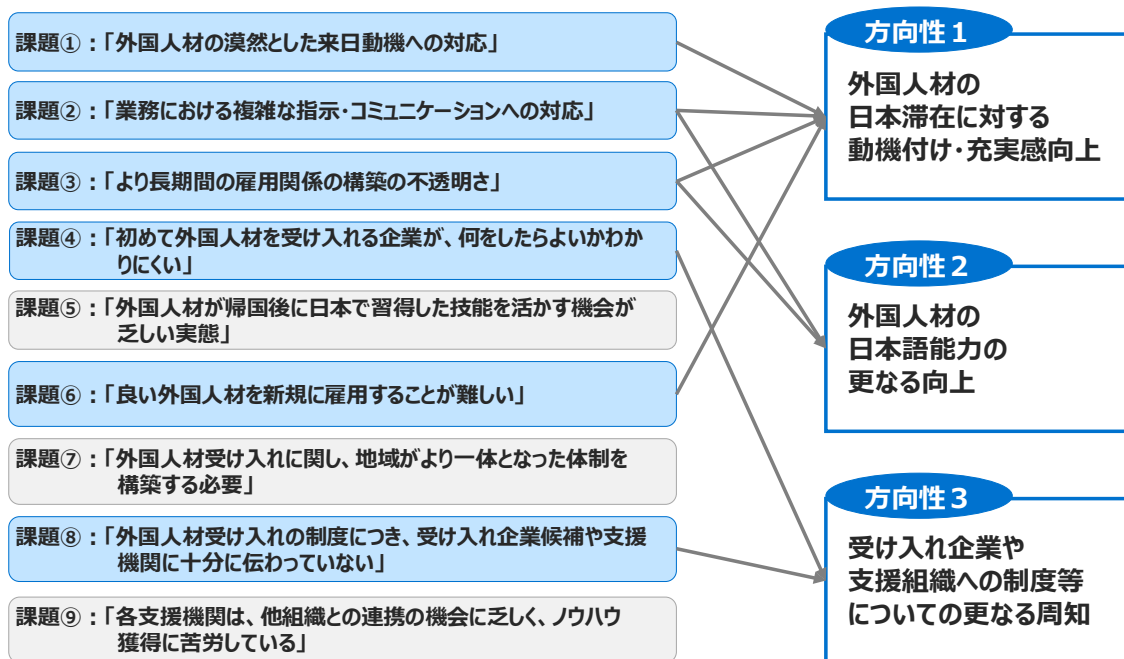 課題①：「外国人材の漠然とした来日動機への対応」
課題②：「業務における複雑な指示・コミュニケーションへの対応」
課題③：「より長期間の雇用関係の構築の不透明さ」
課題④：「初めて外国人材を受け入れる企業が、何をしたらよいかわか
りにくい」
課題⑤：「外国人材が帰国後に日本で習得した技能を活かす機会が
乏しい実態」
課題⑥：「良い外国人材を新規に雇用することが難しい」
課題⑦：「外国人材受け入れに関し、地域がより一体となった体制を
構築する必要」
課題⑧：「外国人材受け入れの制度につき、受け入れ企業候補や支援
機関に十分に伝わっていない」
課題⑨：「各支援機関は、他組織との連携の機会に乏しく、ノウハウ
獲得に苦労している」
方向性１
外国人材の
日本滞在に対する
動機付け・充実感向上
方向性２
外国人材の
日本語能力の
更なる向上
方向性３
受け入れ企業や
支援組織への制度等
についての更なる周知